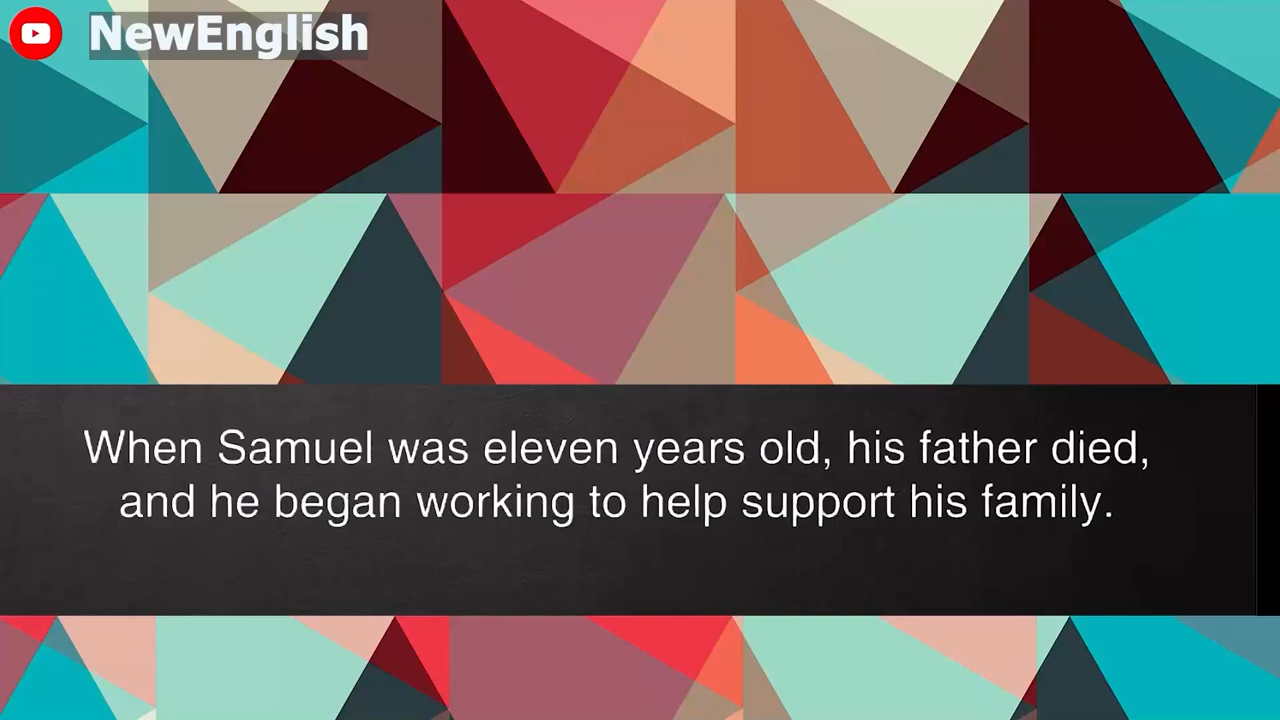 NewEnglish
When Samuel was eleven years old, his father died,
and he began working to help support his family.